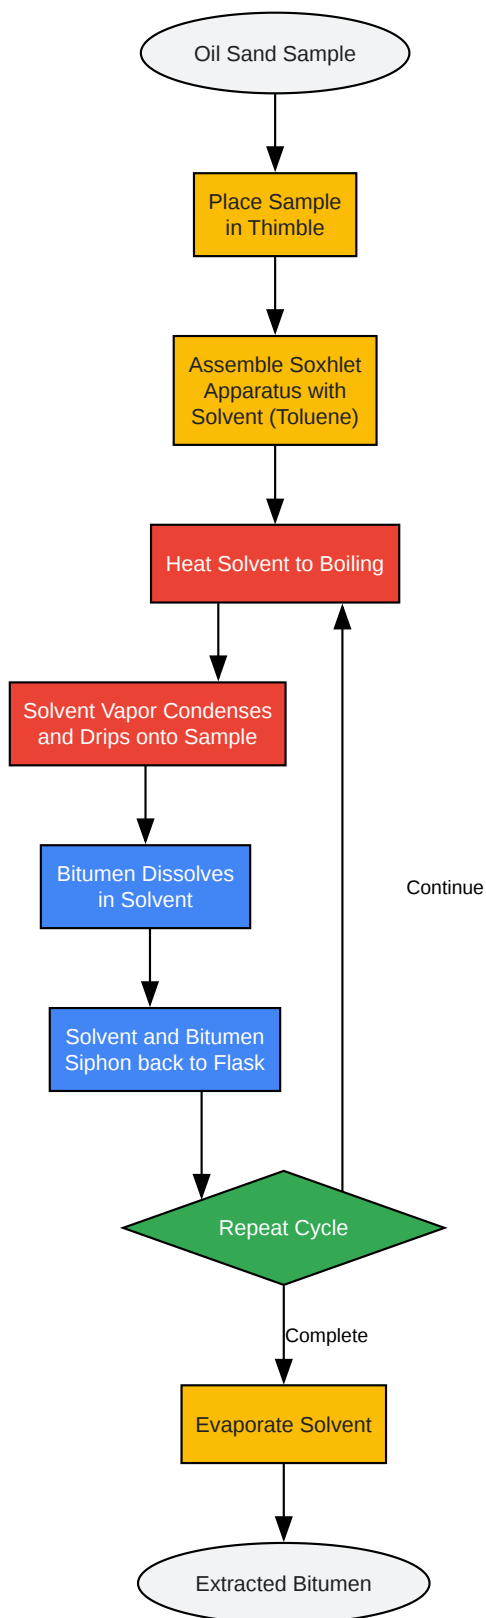 Oil Sand Sample
Place Sample
in Thimble
Assemble Soxhlet
Apparatus with
Solvent (Toluene)
Heat Solvent to Boiling
Solvent Vapor Condenses
and Drips onto Sample
Bitumen Dissolves
in Solvent
Continue
Solvent and Bitumen
Siphon back to Flask
Repeat Cycle
Complete
Evaporate Solvent
Extracted Bitumen